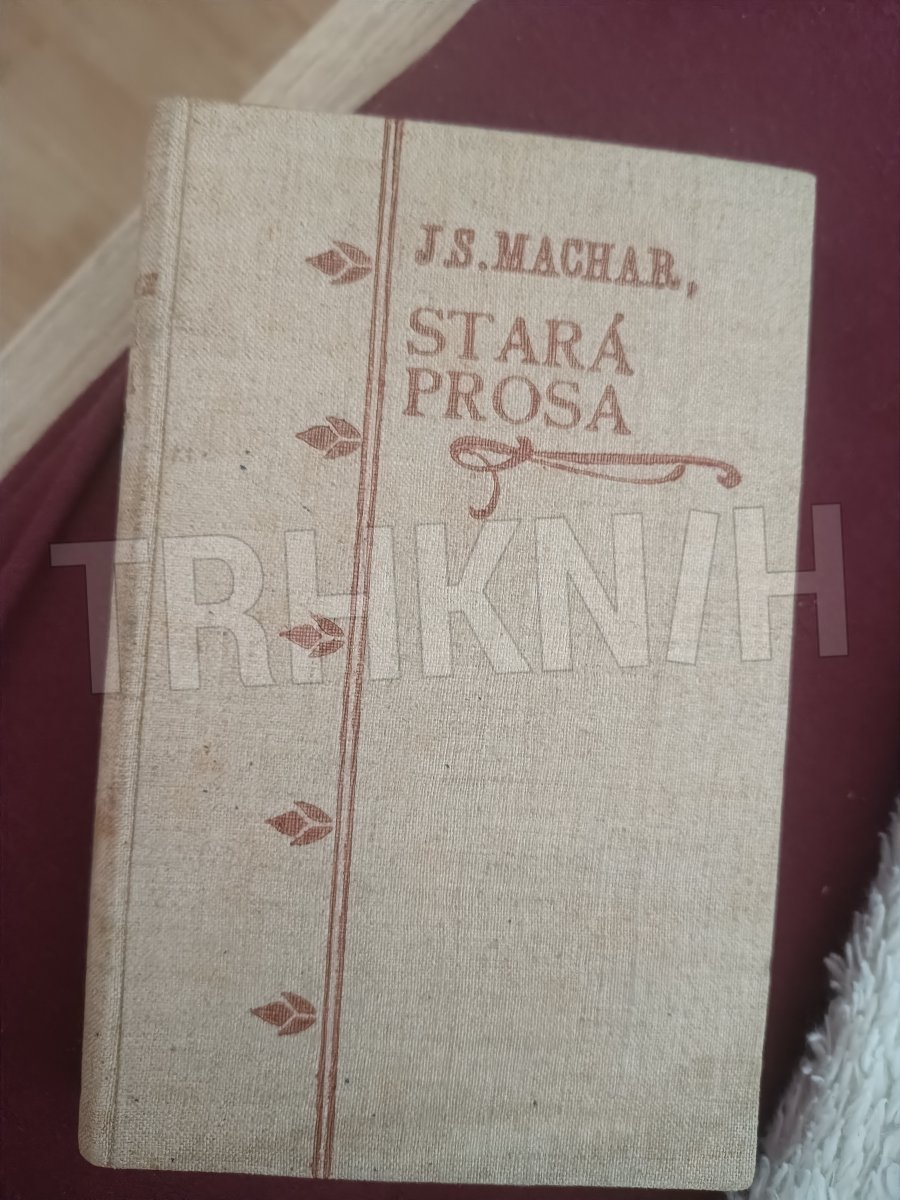 J.S. MACHAR,
STARÁ
PROSA
TRHKNIH